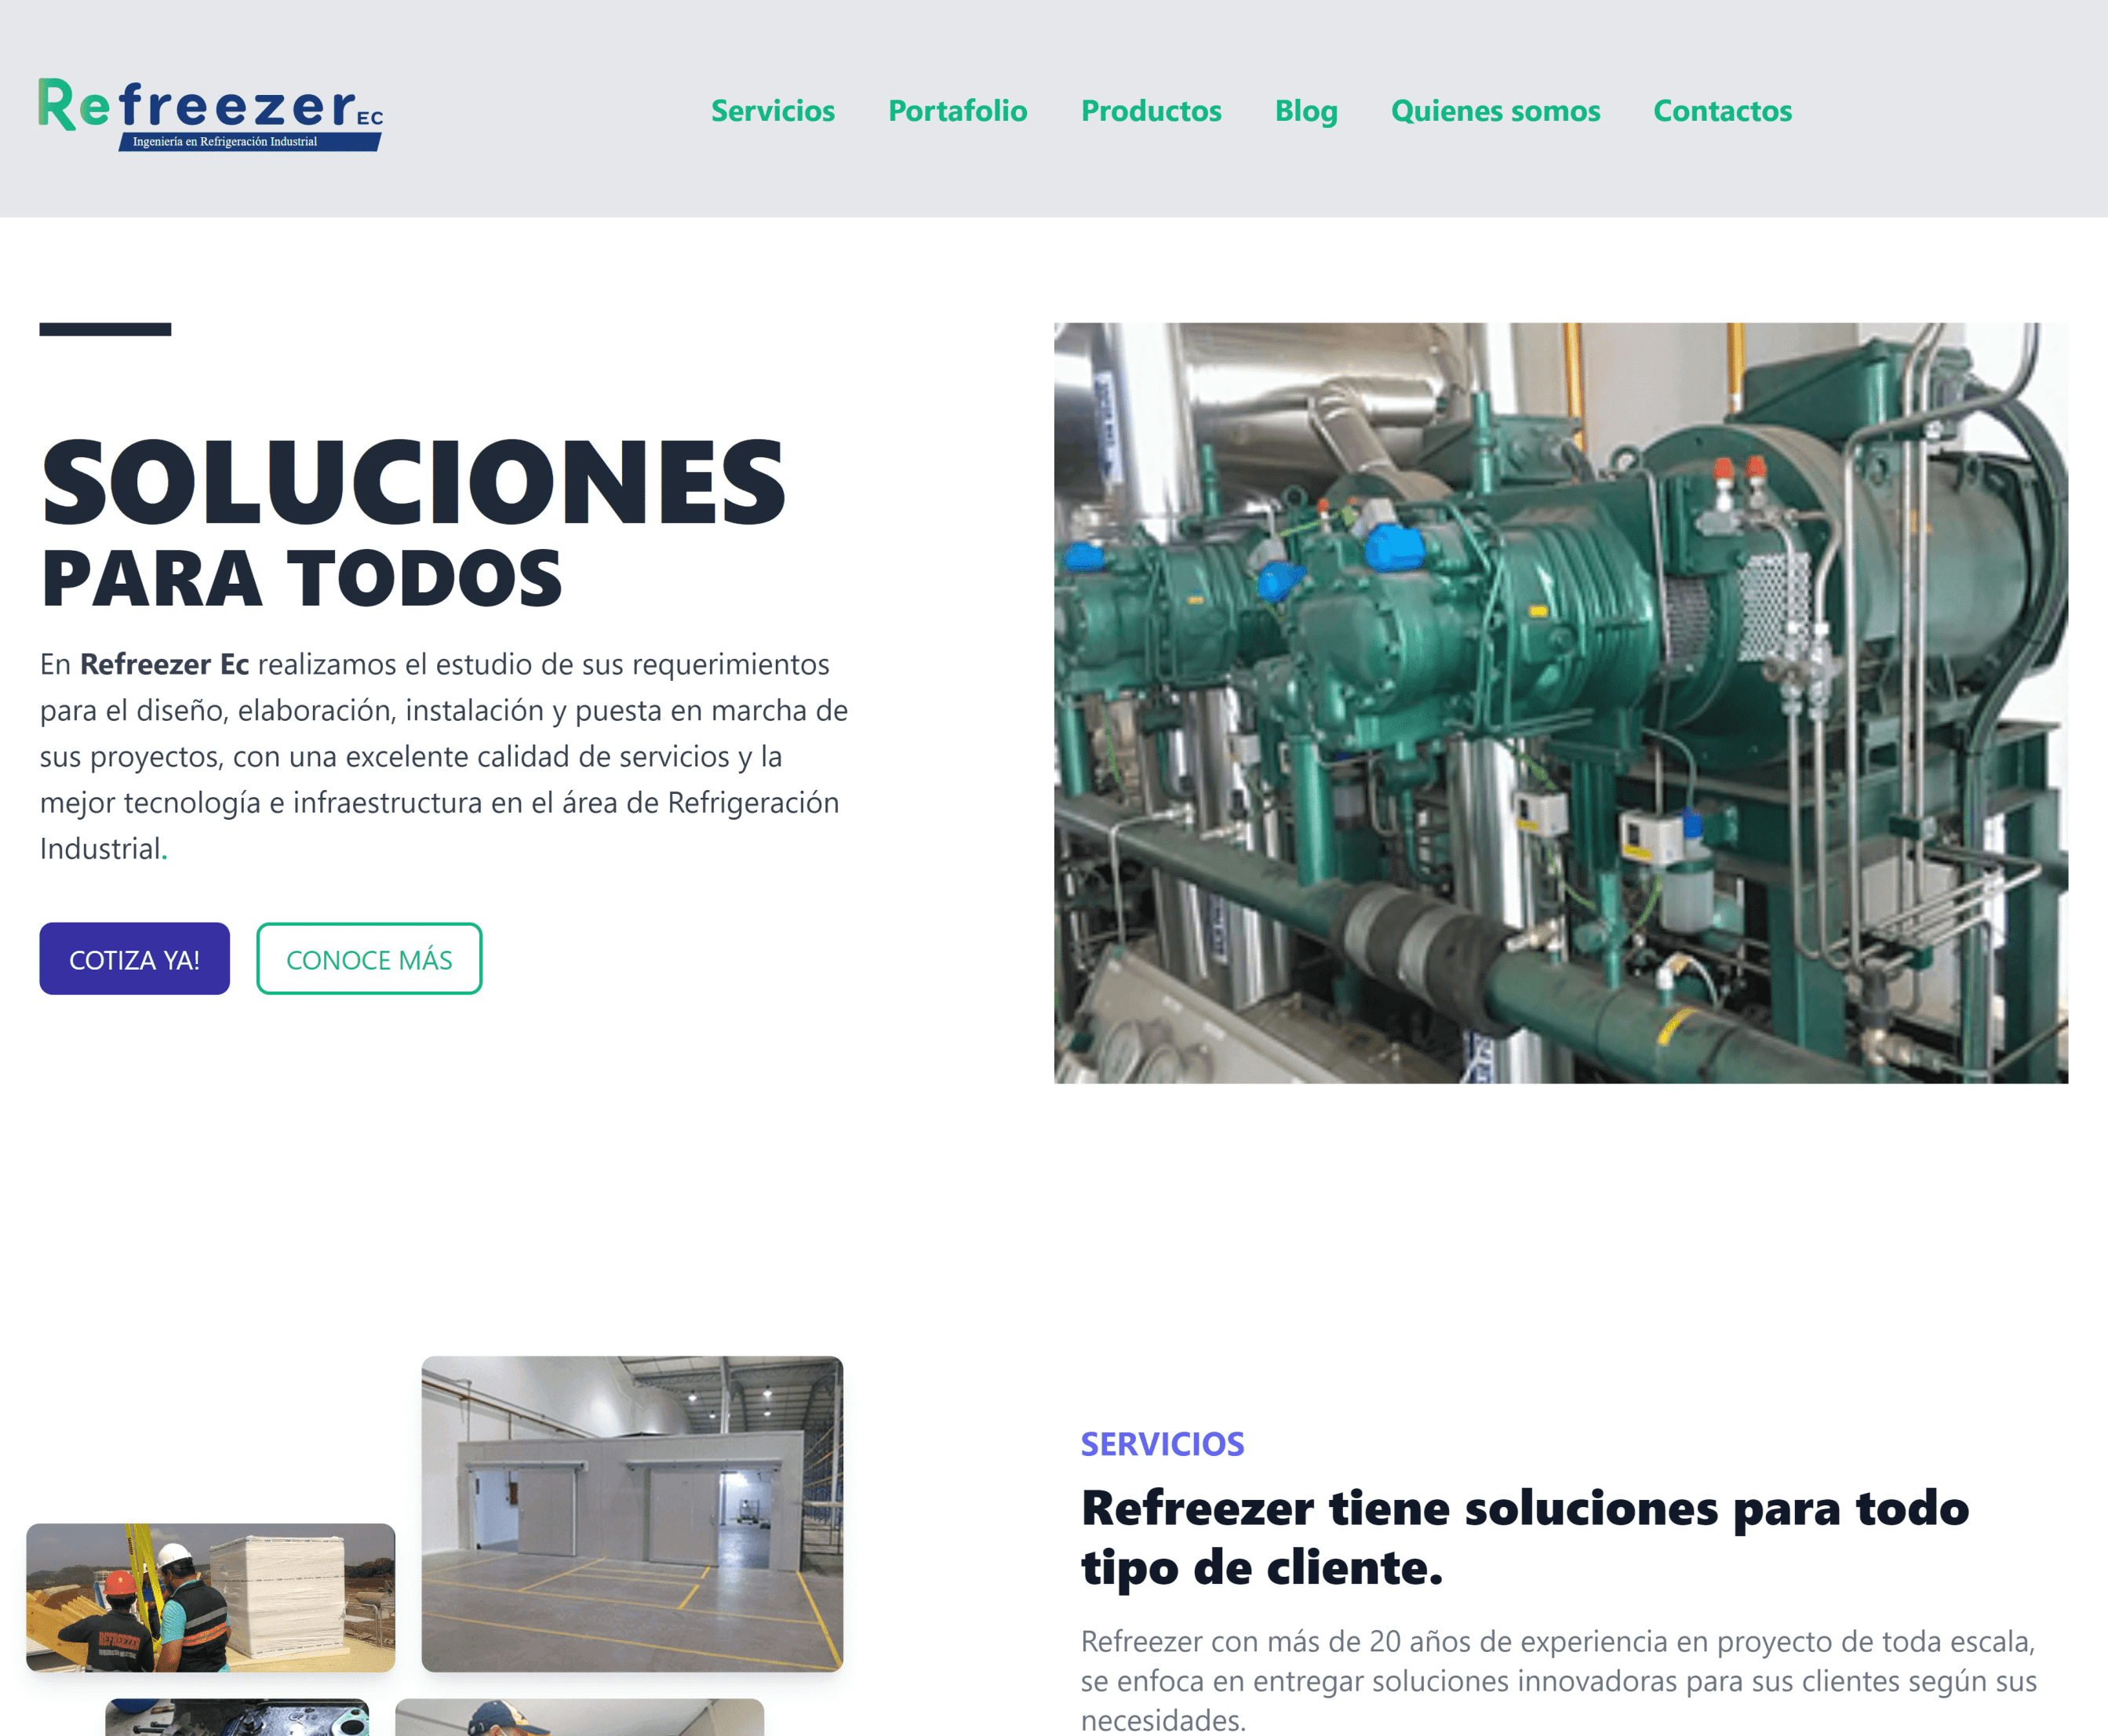 Refreezer EC
Ingeniería en Refrigeración Industrial
Servicios Portafolio Productos Blog Quienes somos Contactos
SOLUCIONES
PARA TODOS
En Refreezer Ec realizamos el estudio de sus requerimientos
para el diseño, elaboración, instalación y puesta en marcha de
sus proyectos, con una excelente calidad de servicios y la
mejor tecnología e infraestructura en el área de Refrigeración
Industrial.
COTIZA YA! CONOCE MÁS
REFREEZER
SERVICIOS
Refreezer tiene soluciones para todo
tipo de cliente.
Refreezer con más de 20 años de experiencia en proyecto de toda escala,
se enfoca en entregar soluciones innovadoras para sus clientes según sus
necesidades.